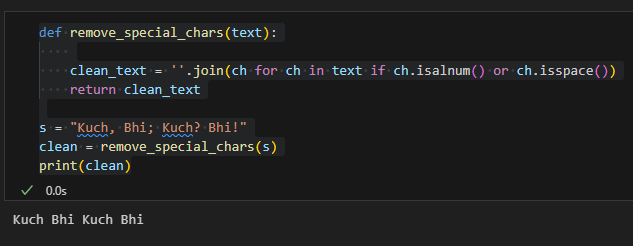 def remove_special_chars(text):
    clean_text = ''.join(ch for ch in text if ch.isalnum() or ch.isspace())
    return clean_text
s = "Kuch, Bhi; Kuch? Bhi!"
clean = remove_special_chars(s)
print(clean)
0.0s
Kuch Bhi Kuch Bhi